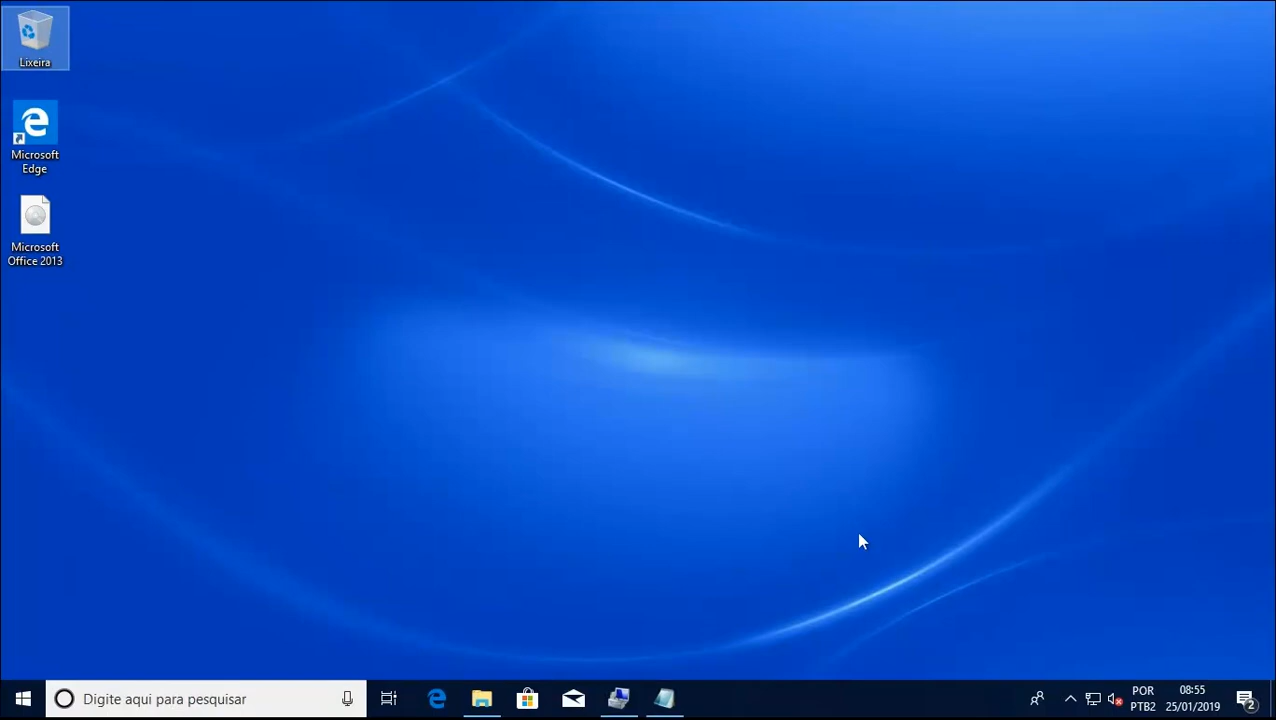 Lixeira
Microsoft
Edge
Microsoft
Office 2013
Digite aqui para pesquisar
POR
PTB2
08:55
25/01/2019
2